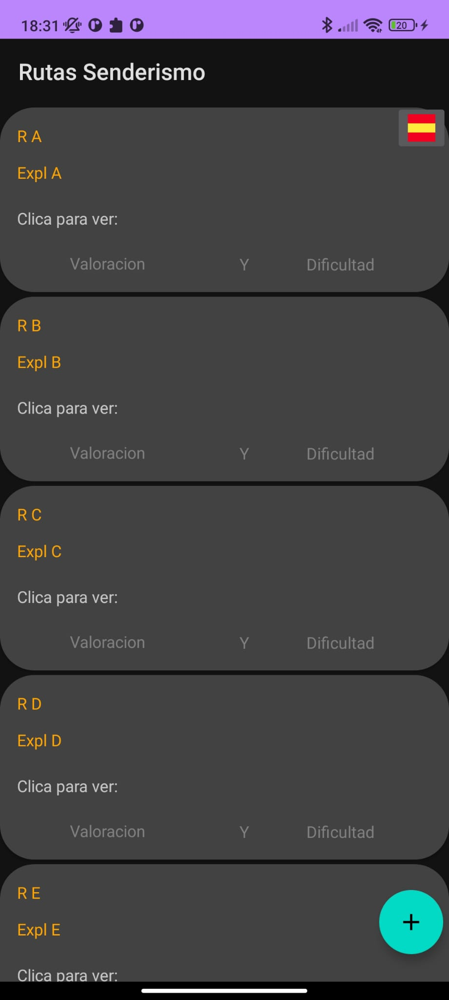 18:31
20
Rutas Senderismo
R A
Expl A
Clica para ver:
Valoracion Y Dificultad
R B
Expl B
Clica para ver:
Valoracion Y Dificultad
R C
Expl C
Clica para ver:
Valoracion Y Dificultad
R D
Expl D
Clica para ver:
Valoracion Y Dificultad
R E
Expl E
Clica para ver: